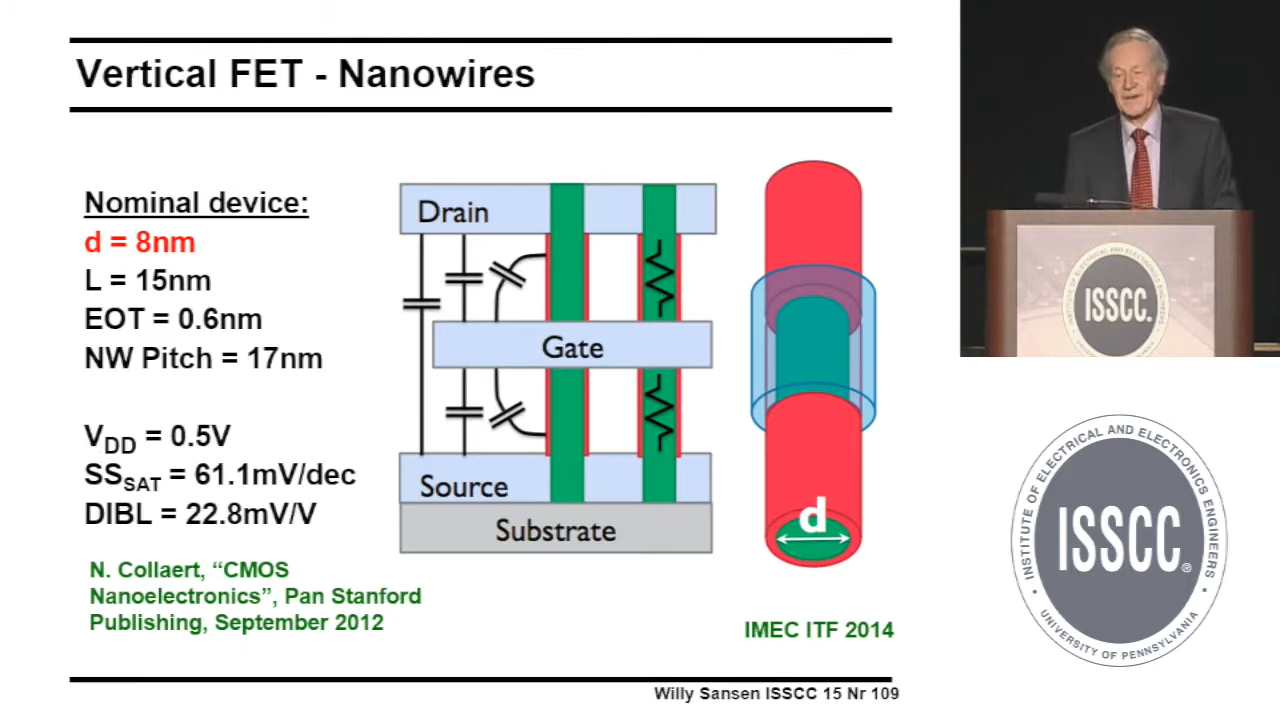 Vertical FET - Nanowires
Nominal device:
d = 8nm
L = 15nm
EOT = 0.6nm
NW Pitch = 17nm
VDD = 0.5V
SSSAT = 61.1mV/dec
DIBL = 22.8mV/V
N. Collaert, “CMOS
Nanoelectronics”, Pan Stanford
Publishing, September 2012
Drain
Gate
Source
Substrate
d
IMEC ITF 2014
Willy Sansen ISSCC 15 Nr 109
ISSCC.
INSTITUTE OF ELECTRICAL AND ELECTRONICS ENGINEERS
ISSCC®
UNIVERSITY OF PENNSYLVANIA